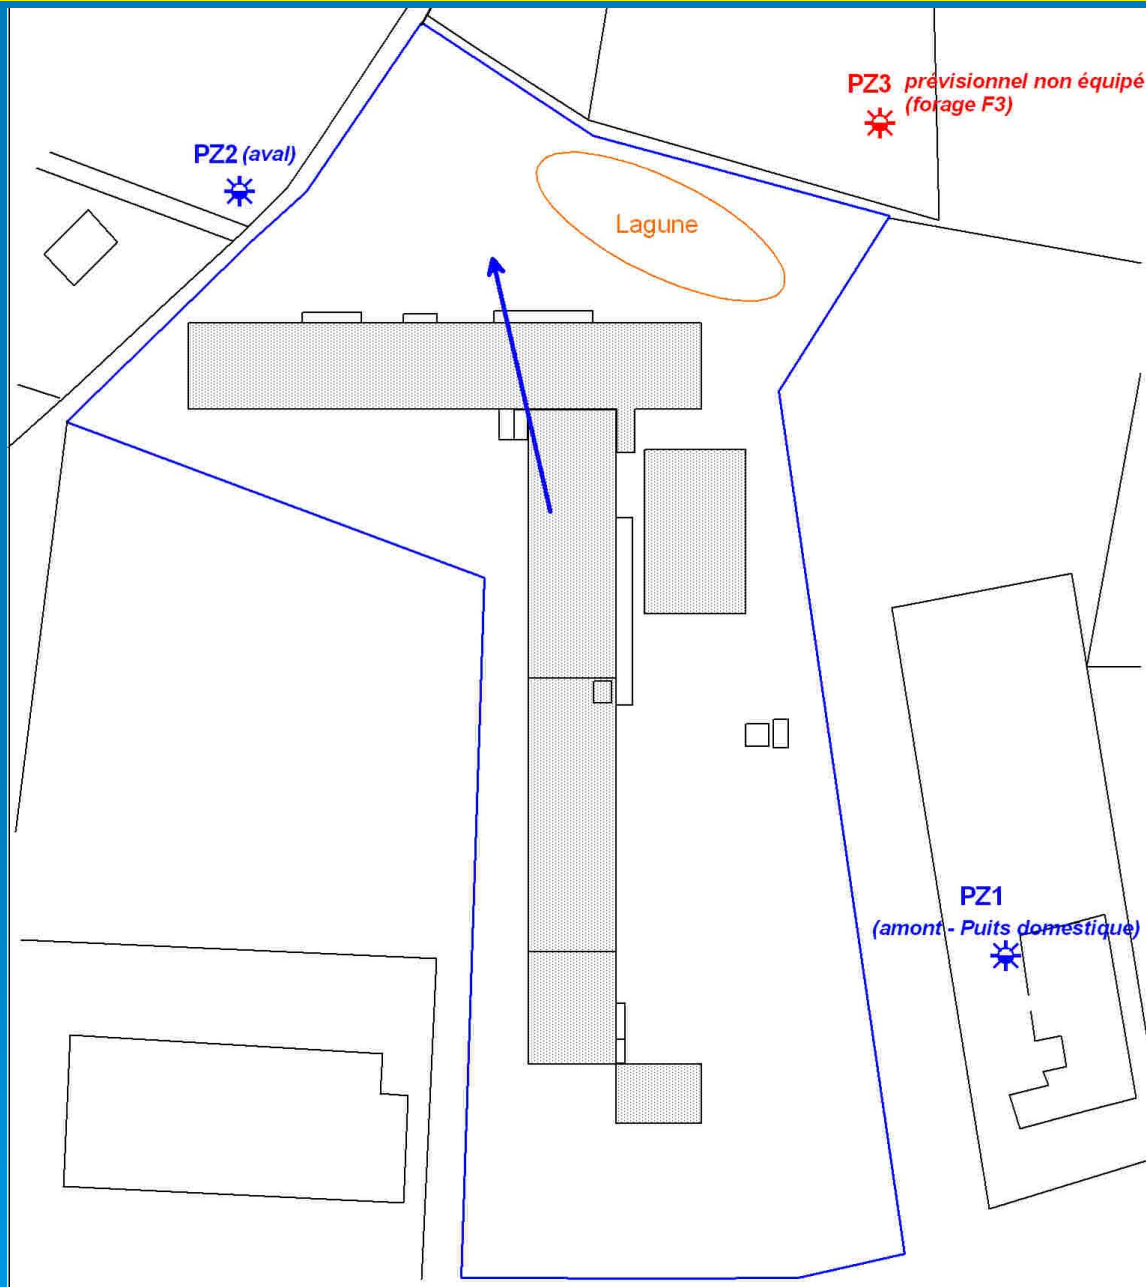 PZ3 prévisionnel non équipé
(forage F3)
PZ2 (aval)
Lagune
PZ1
(amont - Puits domestique)